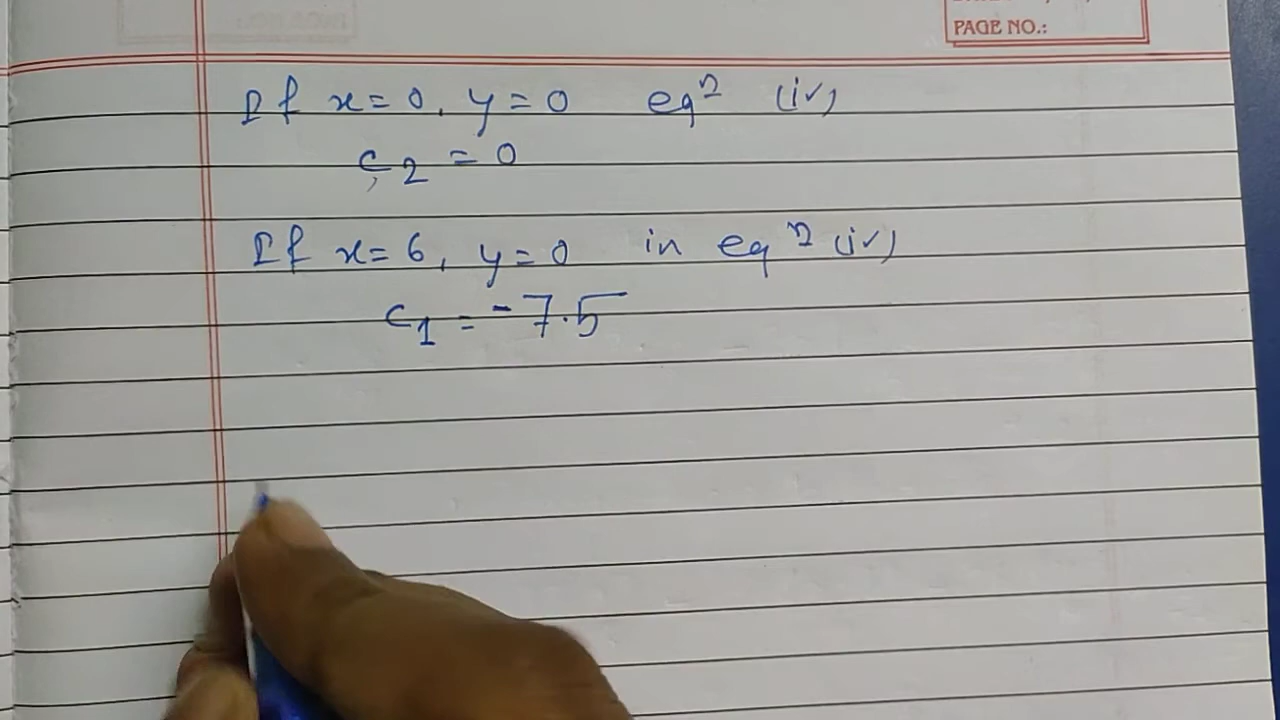 PAGE NO.:
If x=0, y=0 eqⁿ (iv)
c₂ = 0
If x=6, y=0 in eqⁿ (iv)
c₁ = -7.5